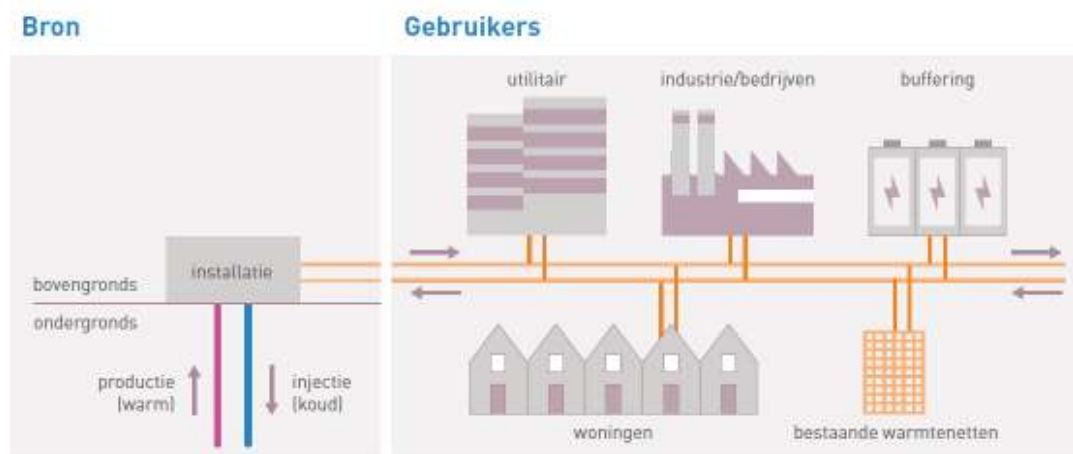 Bron
Gebruikers
utilitair
industrie/bedrijven
buffering
installatie
bovengronds
ondergronds
productie
(warm)
injectie
(koud)
woningen
bestaande warmtenetten